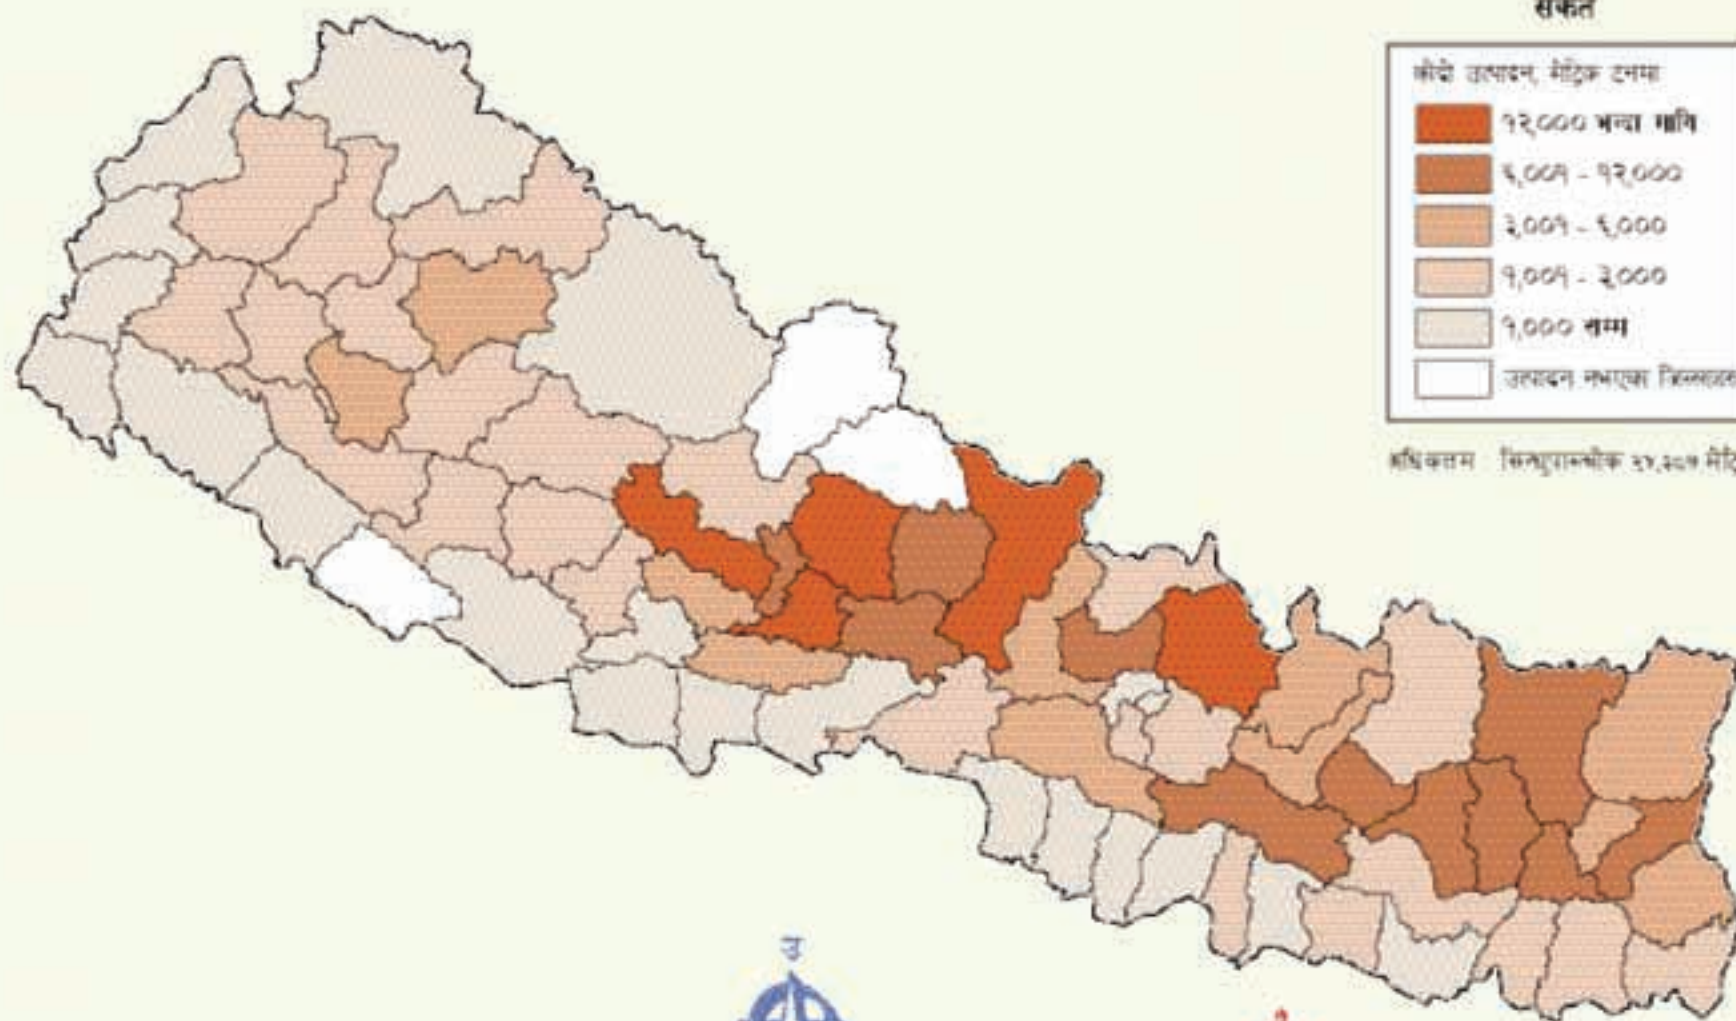 संकेत
कोदो उत्पादन, मेट्रिक टनमा
१२,००० भन्दा माथि
६,००१ - १२,०००
३,००१ - ६,०००
१,००१ - ३,०००
१,००० सम्म
उत्पादन नभएका
अधिकतम सिन्धुपाल्चोक
उ